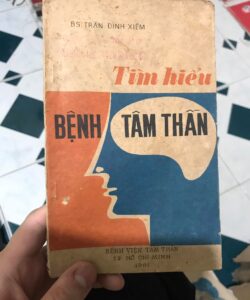 BS. TRẦN ĐÌNH XIÊM
Tìm hiểu
BỆNH TÂM THẦN
BỆNH VIỆN TÂM THẦN
TP. HỒ CHÍ MINH